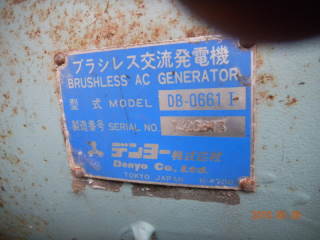 ブラシレス交流発電機
BRUSHLESS AC GENERATOR
型式 MODEL DB-0661 I
製造番号 SERIAL NO.
デンヨー株式会社
Denyo Co., Ltd.
TOKYO JAPAN